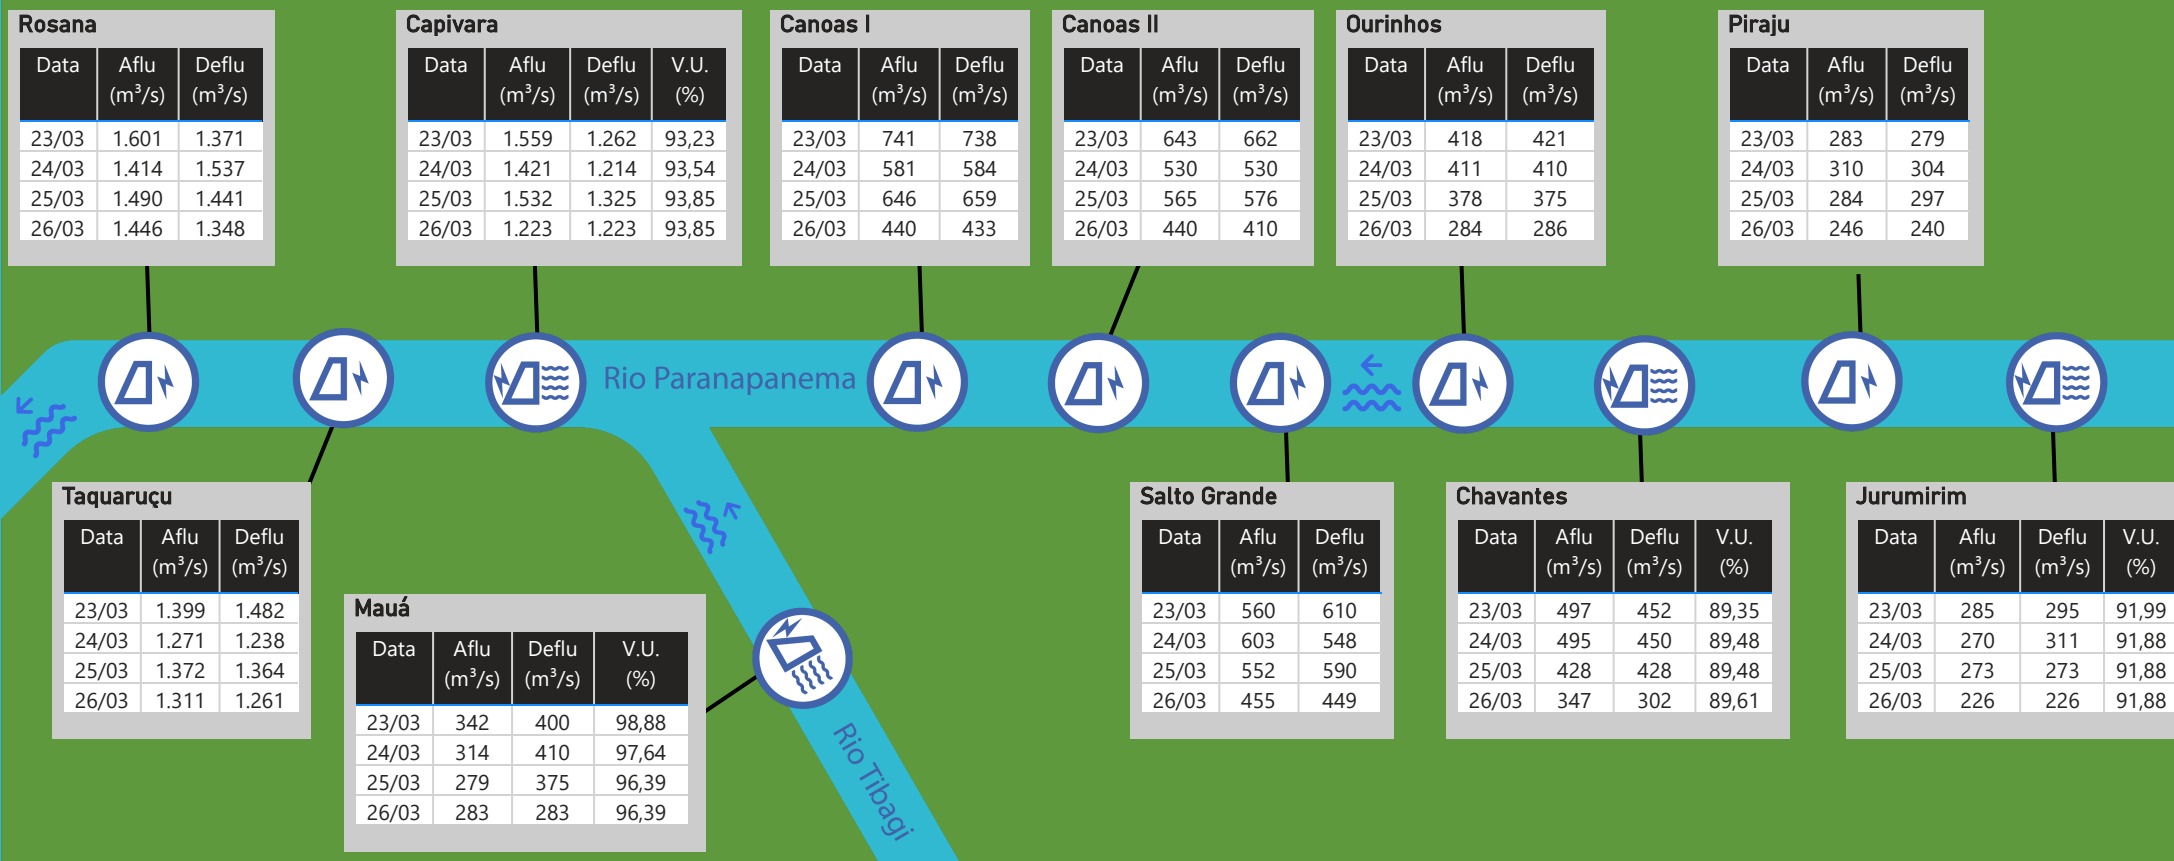 Rosana
Data Aflu Deflu
(m³/s) (m³/s)
23/03 1.601 1.371
24/03 1.414 1.537
25/03 1.490 1.441
26/03 1.446 1.348
Capivara
Data Aflu Deflu V.U.
(m³/s) (m³/s) (%)
23/03 1.559 1.262 93,23
24/03 1.421 1.214 93,54
25/03 1.532 1.325 93,85
26/03 1.223 1.223 93,85
Canoas I
Data Aflu Deflu
(m³/s) (m³/s)
23/03 741 738
24/03 581 584
25/03 646 659
26/03 440 433
Canoas II
Data Aflu Deflu
(m³/s) (m³/s)
23/03 643 662
24/03 530 530
25/03 565 576
26/03 440 410
Ourinhos
Data Aflu Deflu
(m³/s) (m³/s)
23/03 418 421
24/03 411 410
25/03 378 375
26/03 284 286
Piraju
Data Aflu Deflu
(m³/s) (m³/s)
23/03 283 279
24/03 310 304
25/03 284 297
26/03 246 240
Rio Paranapanema
Taquaruçu
Data Aflu Deflu
(m³/s) (m³/s)
23/03 1.399 1.482
24/03 1.271 1.238
25/03 1.372 1.364
26/03 1.311 1.261
Mauá
Data Aflu Deflu V.U.
(m³/s) (m³/s) (%)
23/03 342 400 98,88
24/03 314 410 97,64
25/03 279 375 96,39
26/03 283 283 96,39
Rio Tibagi
Salto Grande
Data Aflu Deflu
(m³/s) (m³/s)
23/03 560 610
24/03 603 548
25/03 552 590
26/03 455 449
Chavantes
Data Aflu Deflu V.U.
(m³/s) (m³/s) (%)
23/03 497 452 89,35
24/03 495 450 89,48
25/03 428 428 89,48
26/03 347 302 89,61
Jurumirim
Data Aflu Deflu V.U.
(m³/s) (m³/s) (%)
23/03 285 295 91,99
24/03 270 311 91,88
25/03 273 273 91,88
26/03 226 226 91,88